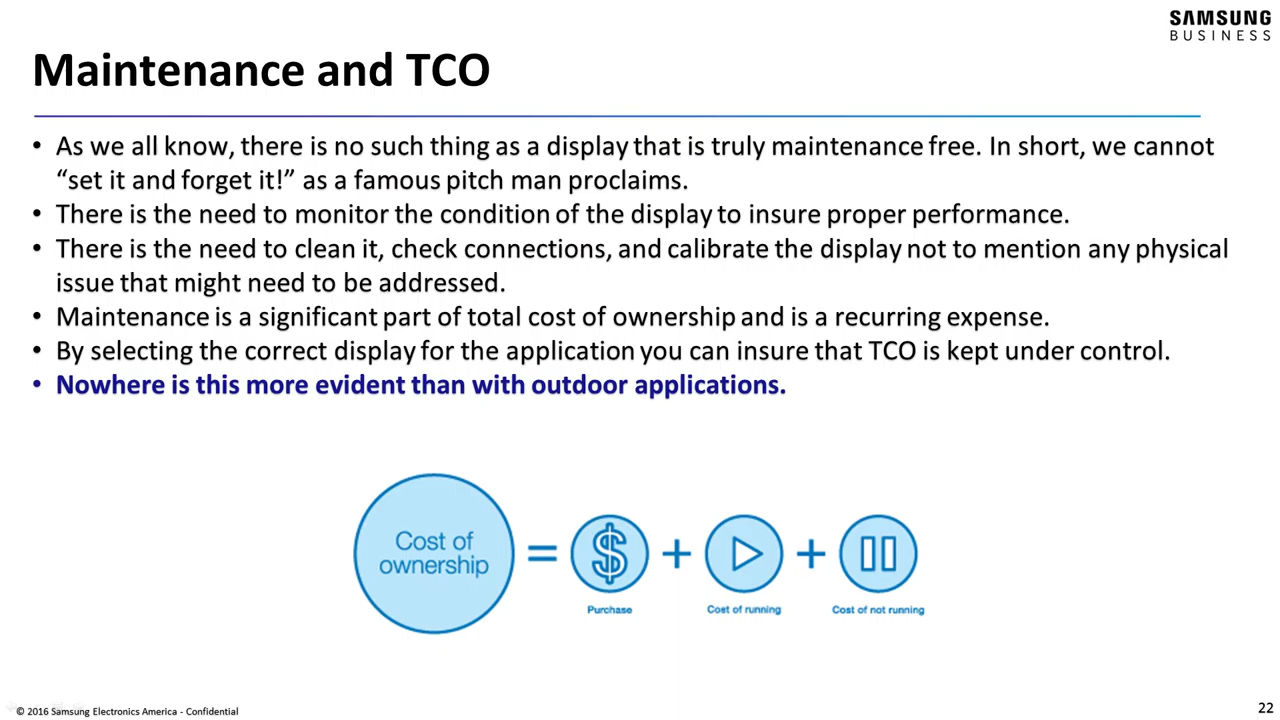 SAMSUNG
BUSINESS
Maintenance and TCO
• As we all know, there is no such thing as a display that is truly maintenance free. In short, we cannot
“set it and forget it!” as a famous pitch man proclaims.
• There is the need to monitor the condition of the display to insure proper performance.
• There is the need to clean it, check connections, and calibrate the display not to mention any physical
issue that might need to be addressed.
• Maintenance is a significant part of total cost of ownership and is a recurring expense.
• By selecting the correct display for the application you can insure that TCO is kept under control.
• Nowhere is this more evident than with outdoor applications.
Cost of
ownership
= $ + +
Purchase Cost of running Cost of not running
© 2016 Samsung Electronics America - Confidential
22